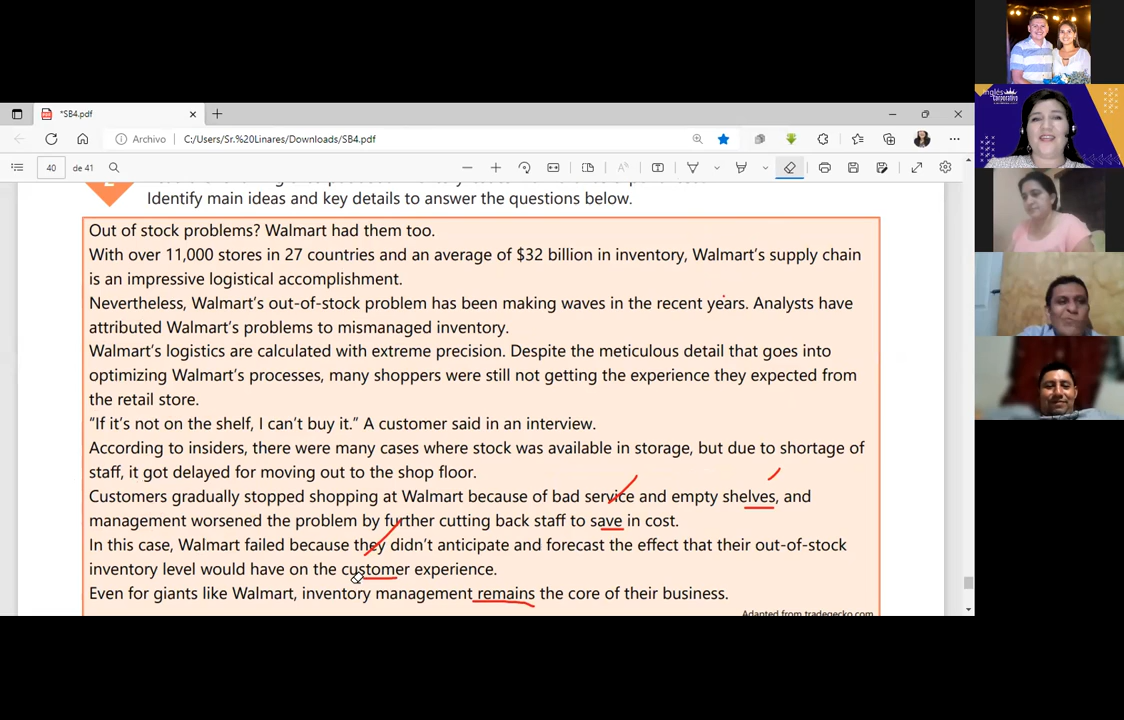 *SB4.pdf
Archivo C:/Users/Sr.%20Linares/Downloads/SB4.pdf
40 de 41
Identify main ideas and key details to answer the questions below.
Out of stock problems? Walmart had them too.
With over 11,000 stores in 27 countries and an average of $32 billion in inventory, Walmart's supply chain
is an impressive logistical accomplishment.
Nevertheless, Walmart's out-of-stock problem has been making waves in the recent years. Analysts have
attributed Walmart's problems to mismanaged inventory.
Walmart's logistics are calculated with extreme precision. Despite the meticulous detail that goes into
optimizing Walmart's processes, many shoppers were still not getting the experience they expected from
the retail store.
"If it's not on the shelf, I can't buy it." A customer said in an interview.
According to insiders, there were many cases where stock was available in storage, but due to shortage of
staff, it got delayed for moving out to the shop floor.
Customers gradually stopped shopping at Walmart because of bad service and empty shelves, and
management worsened the problem by further cutting back staff to save in cost.
In this case, Walmart failed because they didn't anticipate and forecast the effect that their out-of-stock
inventory level would have on the customer experience.
Even for giants like Walmart, inventory management remains the core of their business.
Adapted from tradegecko.com
Inglés
corporativo